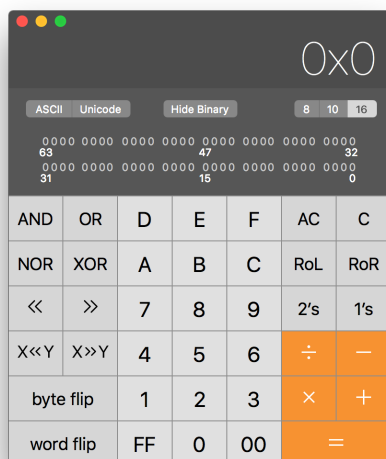 0x0
ASCII Unicode Hide Binary 8 10 16
0000 0000 0000 0000 0000 0000 0000 0000
63 47 32
0000 0000 0000 0000 0000 0000 0000 0000
31 15 0
AND OR D E F AC C
NOR XOR A B C RoL RoR
« » 7 8 9 2's 1's
X«Y X»Y 4 5 6 ÷ −
byte flip 1 2 3 × +
word flip FF 0 00 =